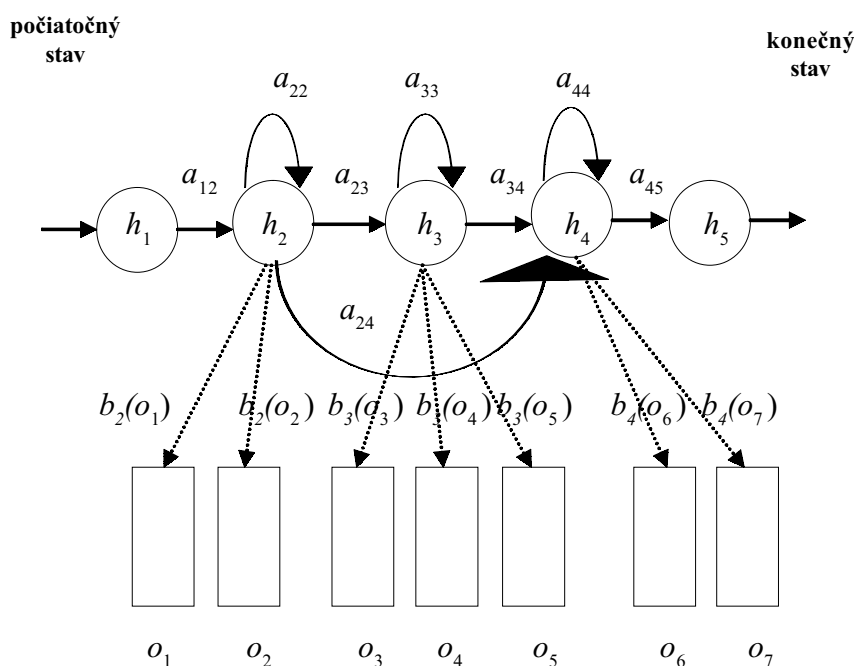 počiatočný
stav
konečný
stav
a22 a33 a44
a12 a23 a34 a45
h1 h2 h3 h4 h5
a24
b2(o1) b2(o2) b3(o3) b3(o4) b3(o5) b4(o6) b4(o7)
o1 o2 o3 o4 o5 o6 o7